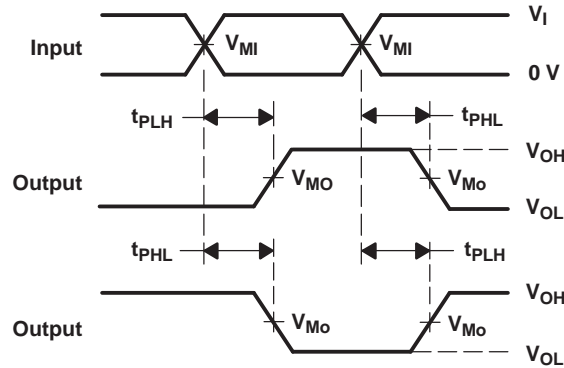 V_I
Input
V_MI
V_MI
0 V
t_PLH
t_PHL
V_OH
Output
V_MO
V_Mo
V_OL
t_PHL
t_PLH
V_OH
Output
V_Mo
V_Mo
V_OL